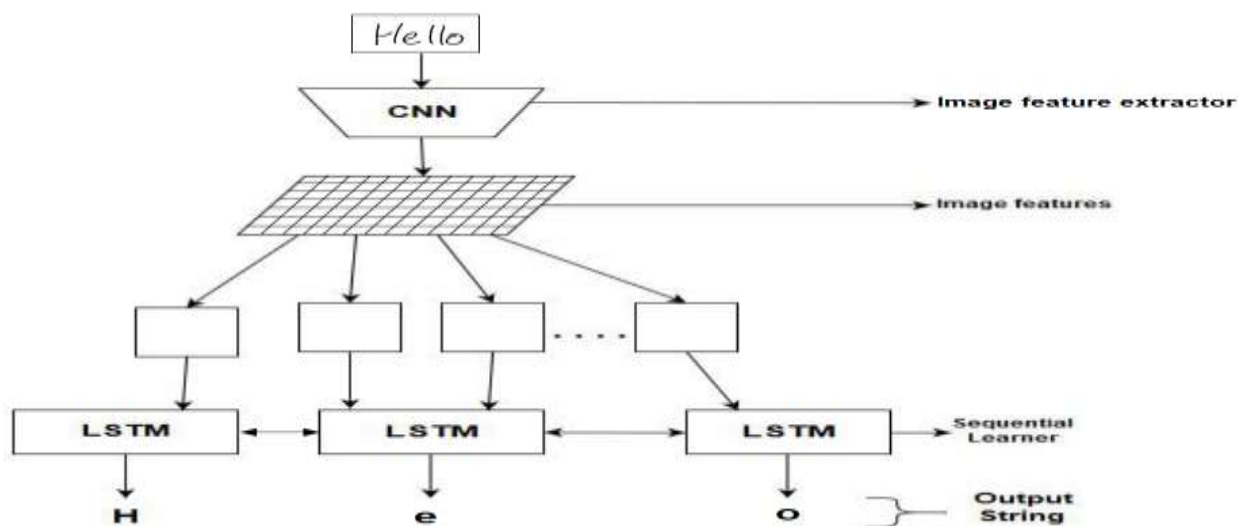 Hello
CNN
Image feature extractor
Image features
LSTM
LSTM
LSTM
Sequential
Learner
H
e
o
Output
String